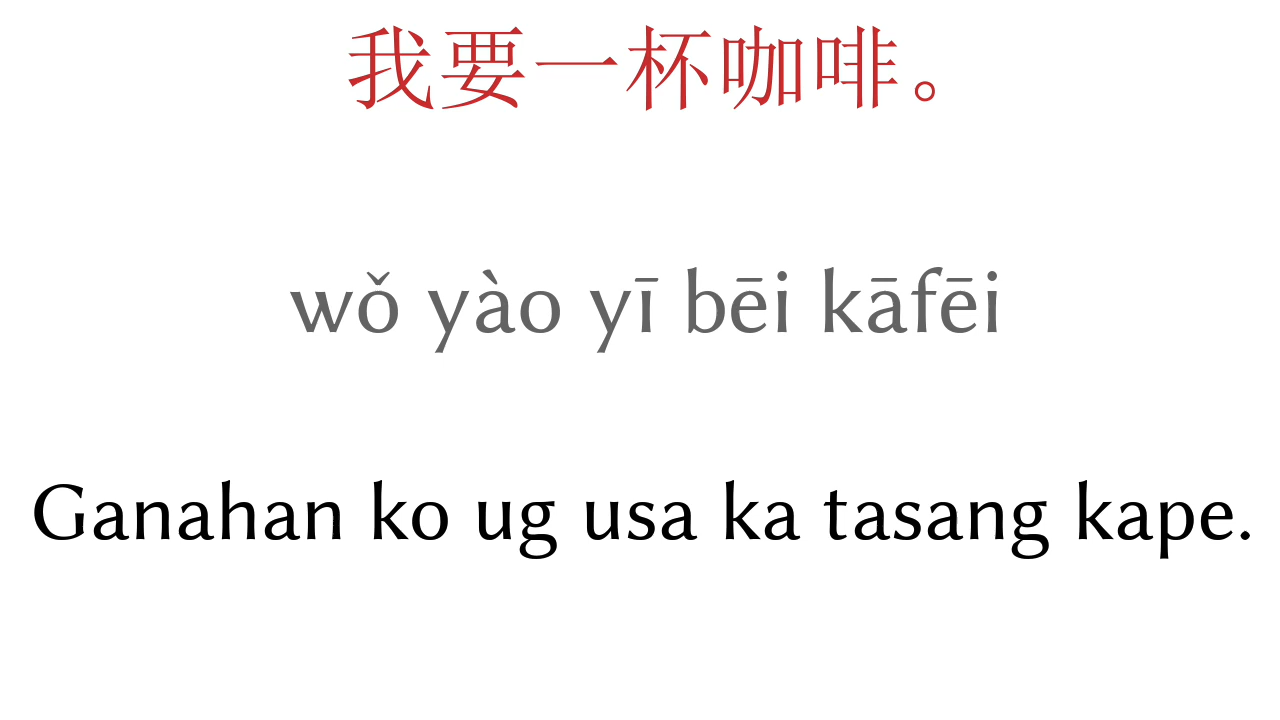 我要一杯咖啡。
wǒ yào yī bēi kāfēi
Ganahan ko ug usa ka tasang kape.